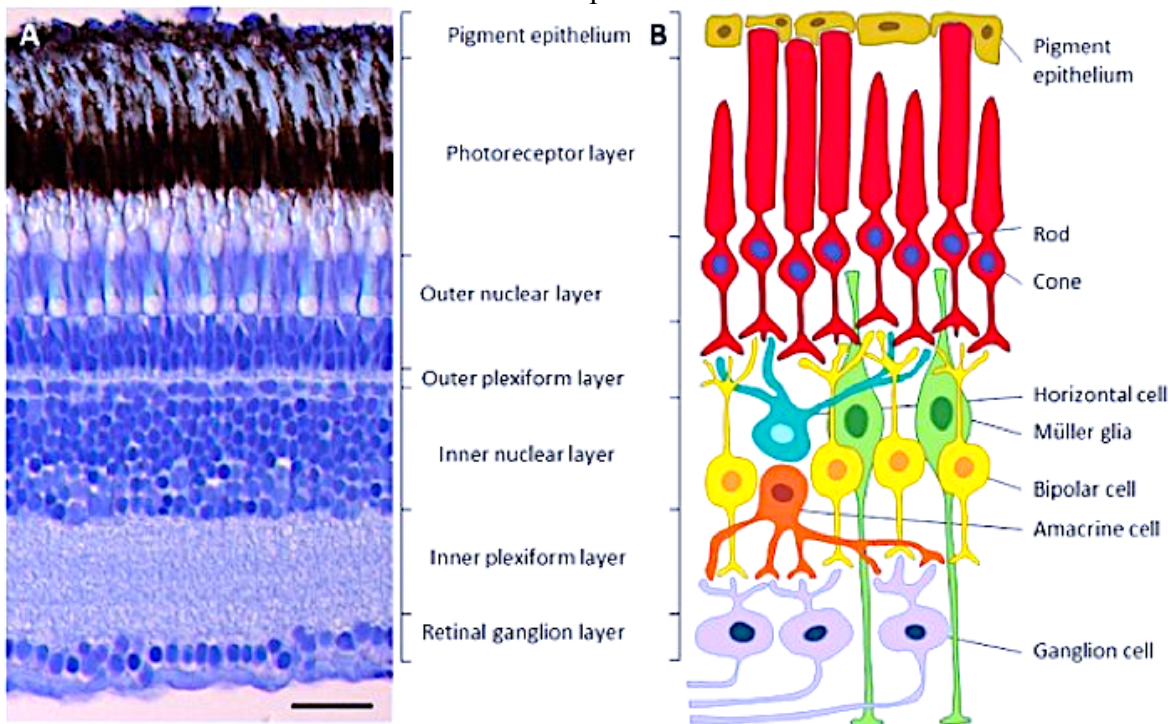 A
Pigment epithelium
Photoreceptor layer
Outer nuclear layer
Outer plexiform layer
Inner nuclear layer
Inner plexiform layer
Retinal ganglion layer
B
Pigment
epithelium
Rod
Cone
Horizontal cell
Müller glia
Bipolar cell
Amacrine cell
Ganglion cell